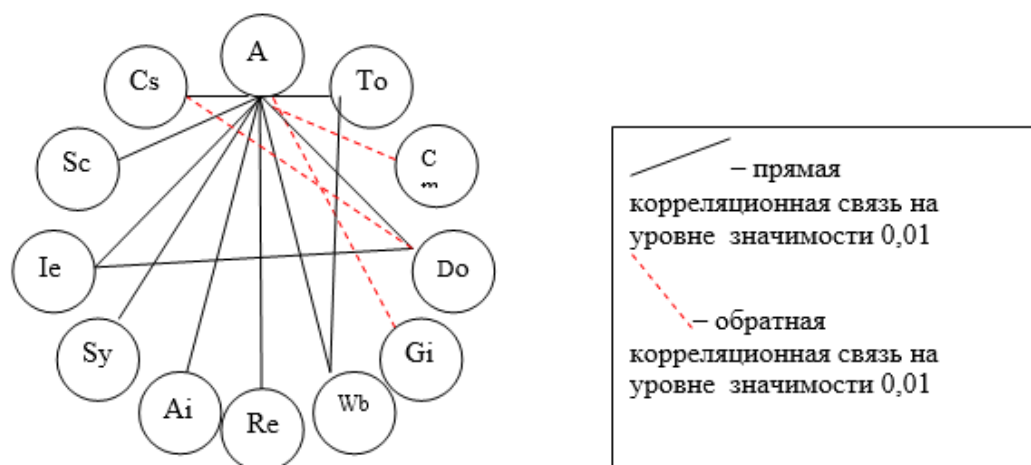 A
Cs
To
Sc
C
m
Ie
Do
Sy
Gi
Ai
Re
Wb
– прямая
корреляционная связь на
уровне значимости 0,01
– обратная
корреляционная связь на
уровне значимости 0,01